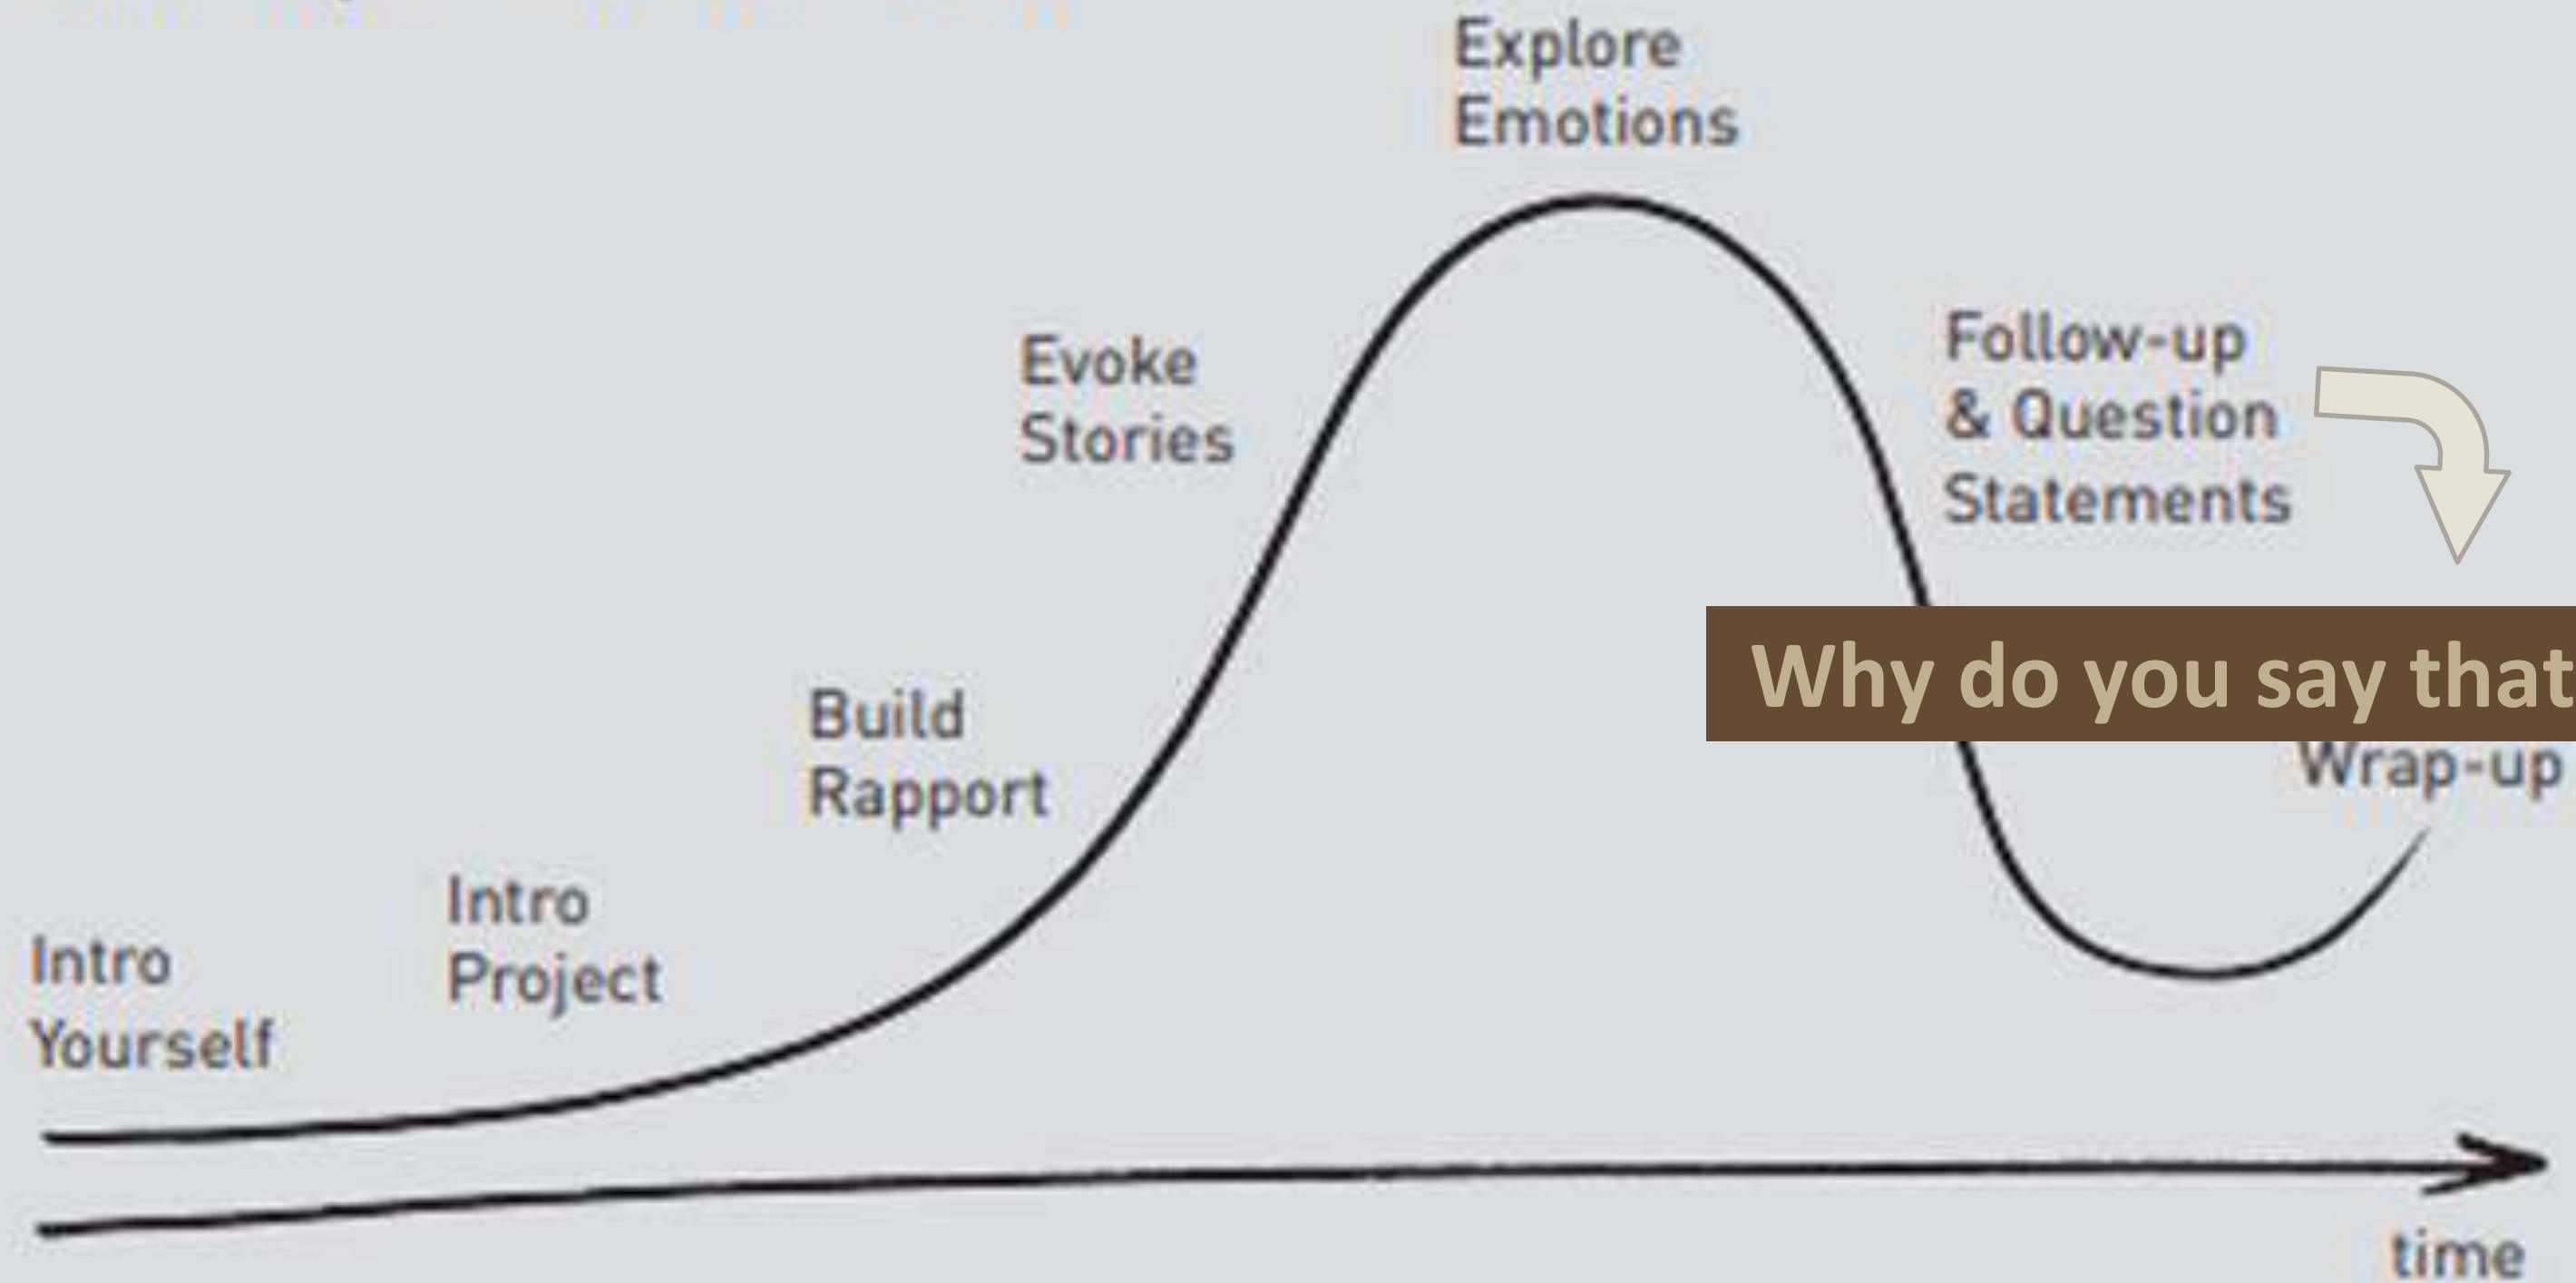 Explore
Emotions
Evoke
Stories
Follow-up
& Question
Statements
Why do you say that
Build
Rapport
Wrap-up
Intro
Project
Intro
Yourself
time